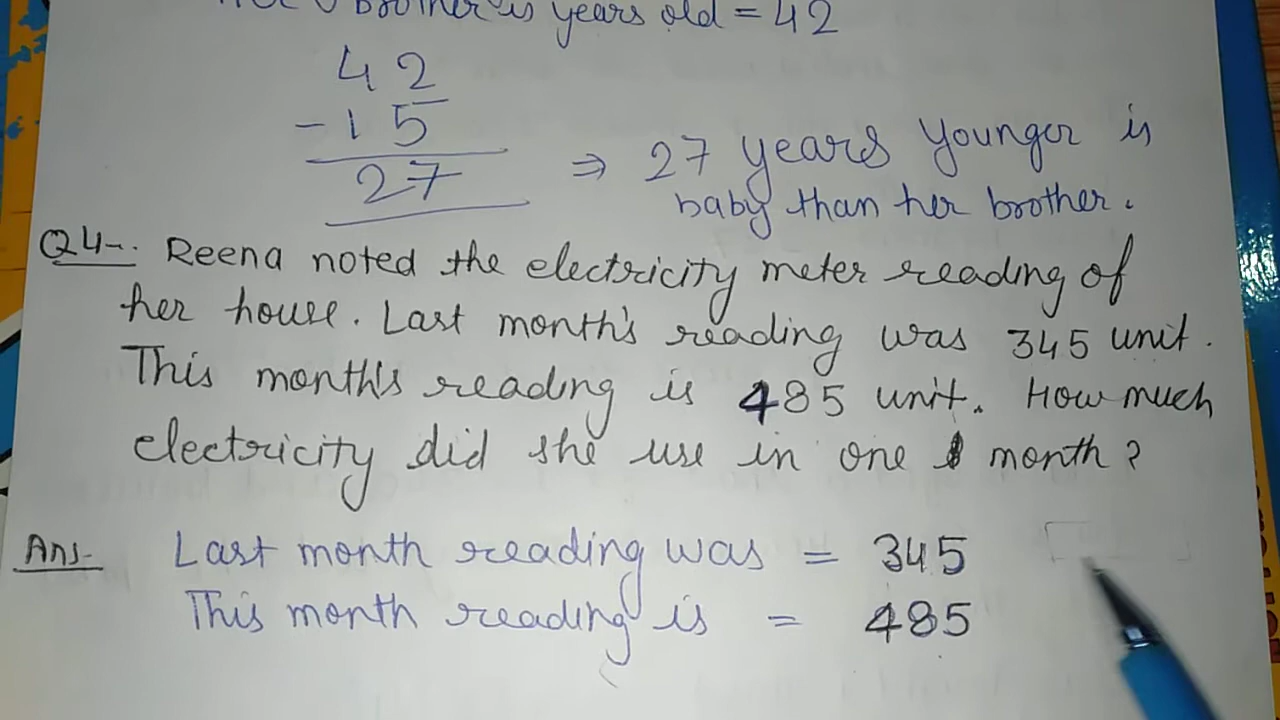 brother is years old = 42
42
-15
27
⇒ 27 years younger is
baby than her brother.
Q4-. Reena noted the electricity meter reading of
her house. Last month's reading was 345 unit.
This month's reading is 485 unit. How much
electricity did she use in one month?
Ans- Last month reading was = 345
This month reading is = 485